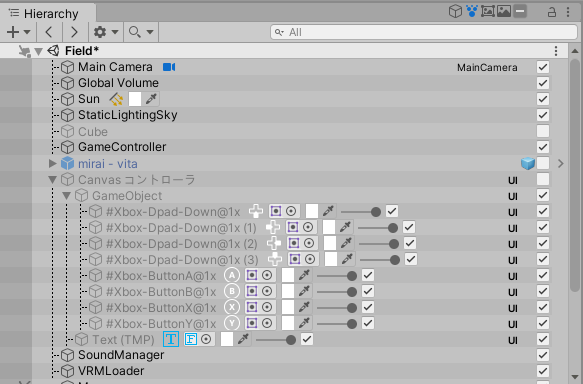 Hierarchy
All
Field*
Main Camera MainCamera
Global Volume
Sun
StaticLightingSky
Cube
GameController
mirai - vita
Canvas コントローラ UI
GameObject UI
#Xbox-Dpad-Down@1x UI
#Xbox-Dpad-Down@1x (1) UI
#Xbox-Dpad-Down@1x (2) UI
#Xbox-Dpad-Down@1x (3) UI
#Xbox-ButtonA@1x A UI
#Xbox-ButtonB@1x B UI
#Xbox-ButtonX@1x X UI
#Xbox-ButtonY@1x Y UI
Text (TMP) T F UI
SoundManager
VRMLoader